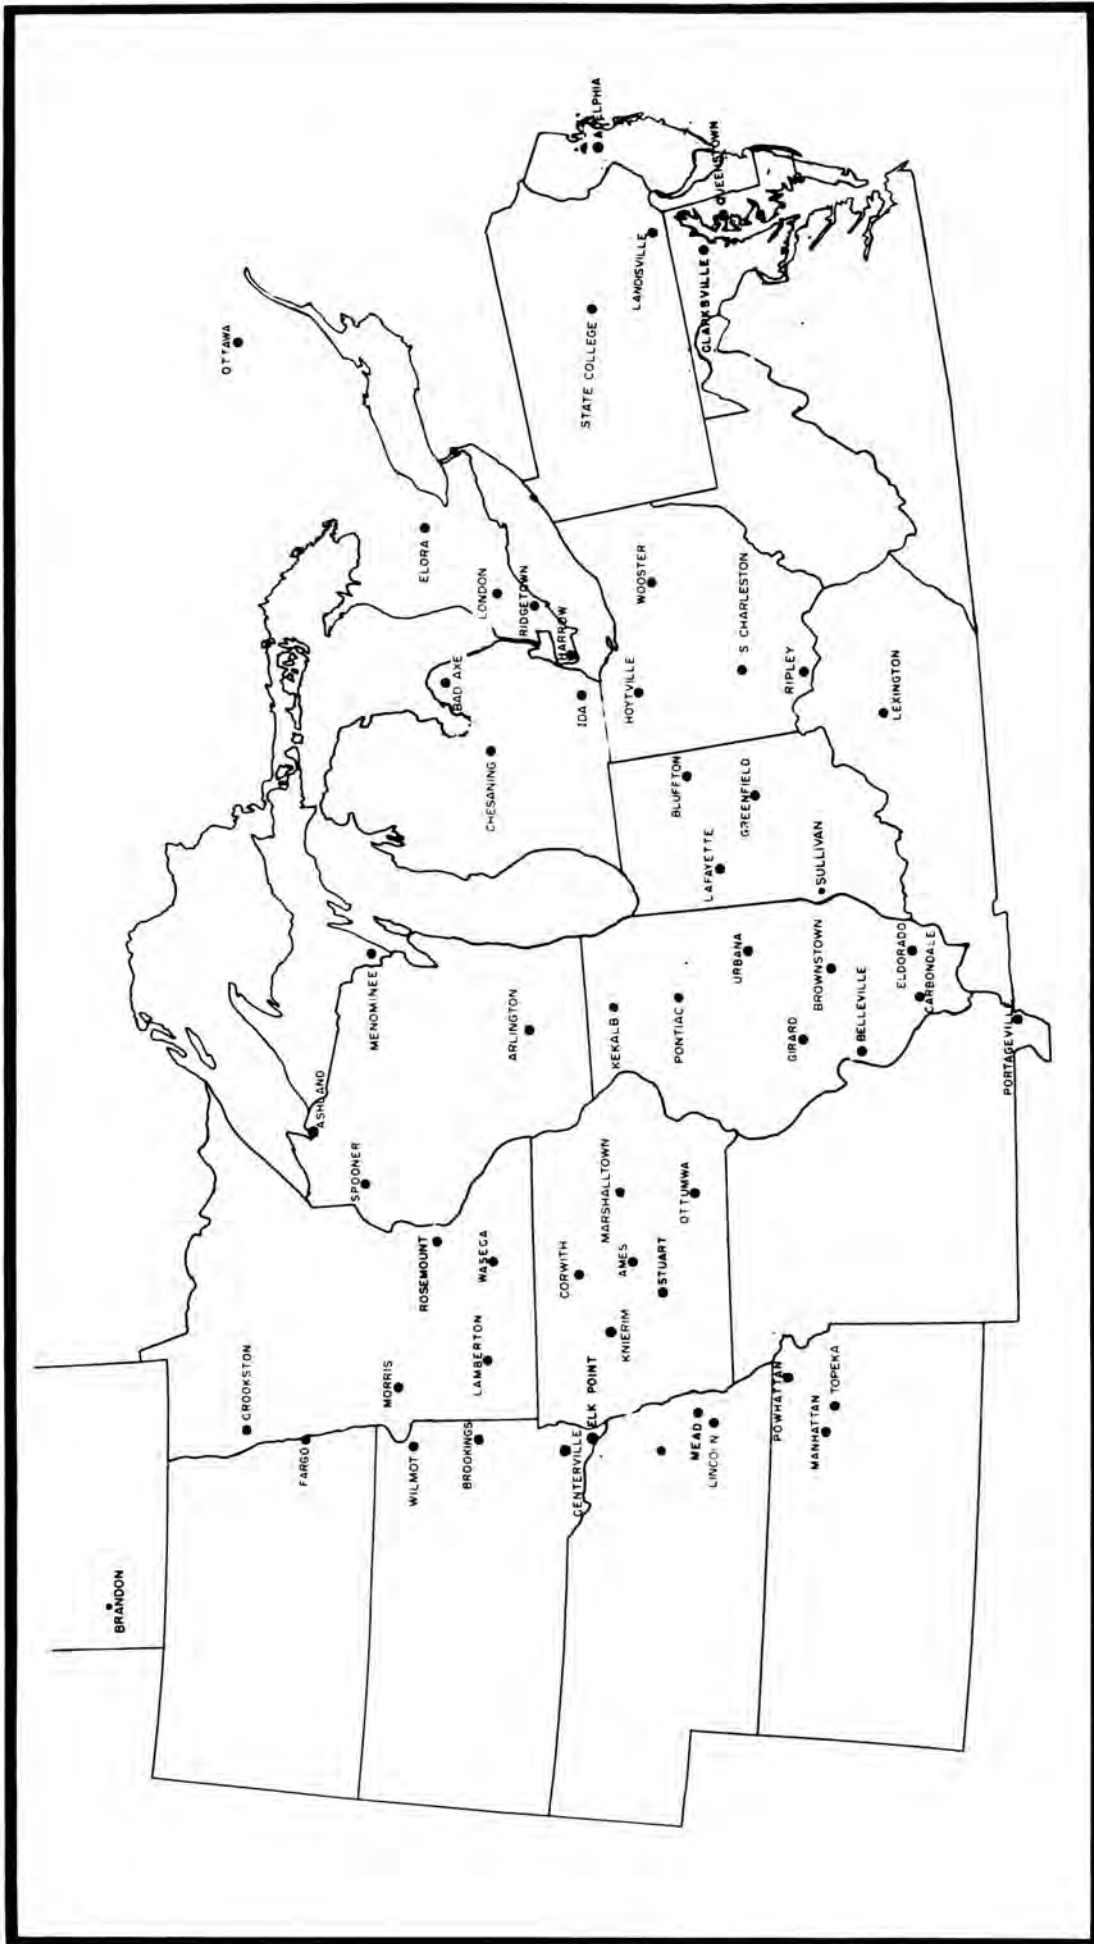 BRANDON
CROOKSTON
FARGO
MORRIS
WILMOT
BROOKINGS
LAMBERTON
ROSEMOUNT
WASEGA
SPOONER
ASHLAND
MENOMINEE
ARLINGTON
CENTERVILLE
ELK POINT
CORWITH
KNIERIM
AMES
MARSHALLTOWN
STUART
OTTUMWA
MEAD
LINCOLN
POWHATTAN
MANHATTAN
TOPEKA
KEKALB
PONTIAC
URBANA
GIRARD
BROWNSTOWN
BELLEVILLE
ELDORADO
CARBONDALE
PORTAGEVILLE
BLUFFTON
LAFAYETTE
GREENFIELD
SULLIVAN
CHESANING
BAD AXE
IDA
HOYTVILLE
WOOSTER
S CHARLESTON
RIPLEY
LEXINGTON
HARROW
RIDGETOWN
LONDON
ELORA
OTTAWA
STATE COLLEGE
LANDISVILLE
CLARKSVILLE
QUEENSTOWN
ADELPHIA